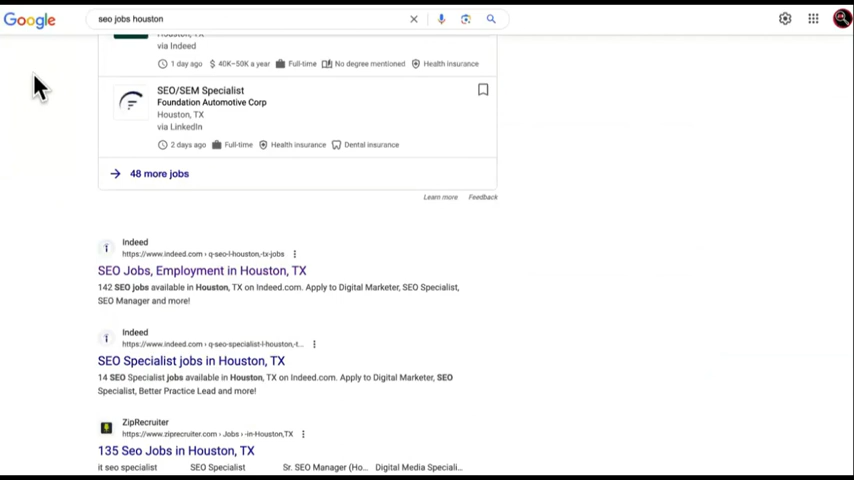 Google
seo jobs houston
Houston, TX
via Indeed
1 day ago $ 40K–50K a year Full-time No degree mentioned Health insurance
SEO/SEM Specialist
Foundation Automotive Corp
Houston, TX
via LinkedIn
2 days ago Full-time Health insurance Dental insurance
48 more jobs
Learn more Feedback
Indeed
https://www.indeed.com › q-seo-l-houston,-tx-jobs
SEO Jobs, Employment in Houston, TX
142 SEO jobs available in Houston, TX on Indeed.com. Apply to Digital Marketer, SEO Specialist,
SEO Manager and more!
Indeed
https://www.indeed.com › q-seo-specialist-l-houston,-t...
SEO Specialist jobs in Houston, TX
14 SEO Specialist jobs available in Houston, TX on Indeed.com. Apply to Digital Marketer, SEO
Specialist, Better Practice Lead and more!
ZipRecruiter
https://www.ziprecruiter.com › Jobs › -in-Houston,TX
135 Seo Jobs in Houston, TX
it seo specialist SEO Specialist Sr. SEO Manager (Ho... Digital Media Speciali...